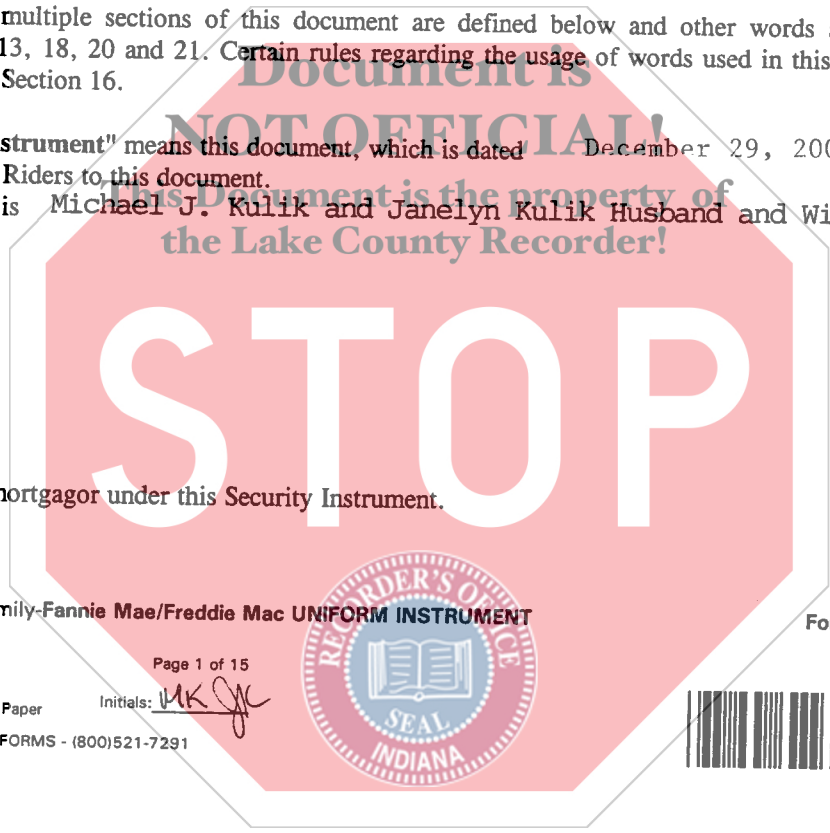 multiple sections of this document are defined below and other words
13, 18, 20 and 21. Certain rules regarding the usage of words used in this
Section 16.
Document is
NOT OFFICIAL!
This Document is the property of
the Lake County Recorder!
strument" means this document, which is dated December 29, 200
Riders to this document.
is Michael J. Kulik and Janelyn Kulik Husband and Wi
STOP
ortgagor under this Security Instrument.
mily-Fannie Mae/Freddie Mac UNIFORM INSTRUMENT
Fo
Page 1 of 15
Paper
Initials: MK JK
FORMS - (800)521-7291
RECORDER'S OFFICE
SEAL
INDIANA